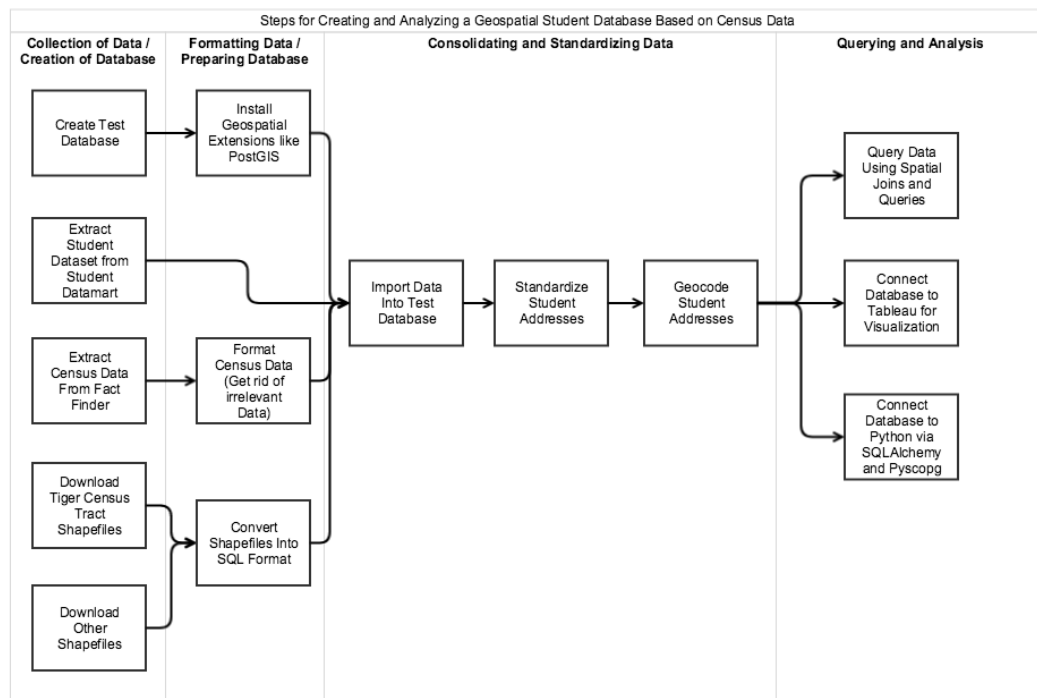 Steps for Creating and Analyzing a Geospatial Student Database Based on Census Data
Collection of Data /
Creation of Database
Formatting Data /
Preparing Database
Consolidating and Standardizing Data
Querying and Analysis
Create Test
Database
Install
Geospatial
Extensions like
PostGIS
Extract
Student
Dataset from
Student
Datamart
Extract
Census Data
From Fact
Finder
Format
Census Data
(Get rid of
irrelevant
Data)
Download
Tiger Census
Tract
Shapefiles
Download
Other
Shapefiles
Convert
Shapefiles Into
SQL Format
Import Data
Into Test
Database
Standardize
Student
Addresses
Geocode
Student
Addresses
Query Data
Using Spatial
Joins and
Queries
Connect
Database to
Tableau for
Visualization
Connect
Database to
Python via
SQLAlchemy
and Pyscopg